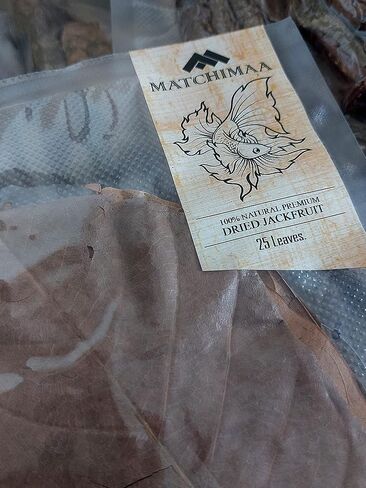 MATCHIMAA
100% NATURAL PREMIUM
DRIED JACKFRUIT
25 Leaves.